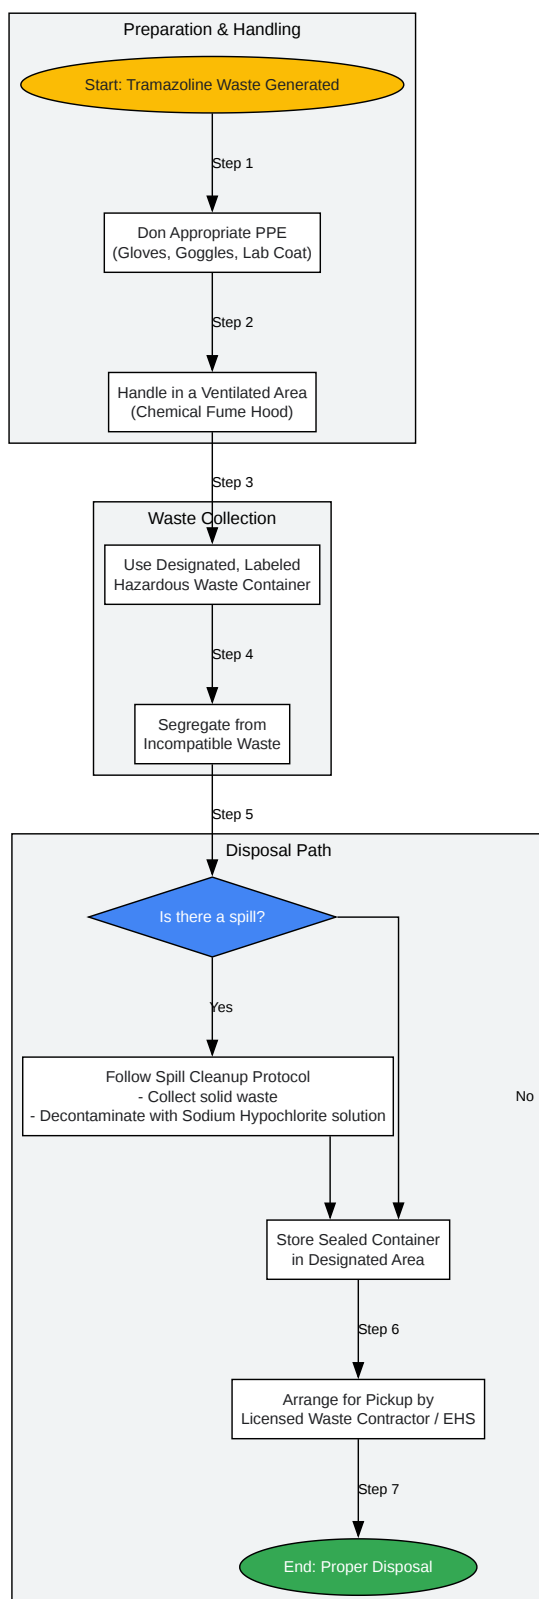 Preparation & Handling
Start: Tramazoline Waste Generated
Step 1
Don Appropriate PPE
(Gloves, Goggles, Lab Coat)
Step 2
Handle in a Ventilated Area
(Chemical Fume Hood)
Step 3
Waste Collection
Use Designated, Labeled
Hazardous Waste Container
Step 4
Segregate from
Incompatible Waste
Step 5
Disposal Path
Is there a spill?
Yes
Follow Spill Cleanup Protocol
- Collect solid waste
- Decontaminate with Sodium Hypochlorite solution
No
Store Sealed Container
in Designated Area
Step 6
Arrange for Pickup by
Licensed Waste Contractor / EHS
Step 7
End: Proper Disposal